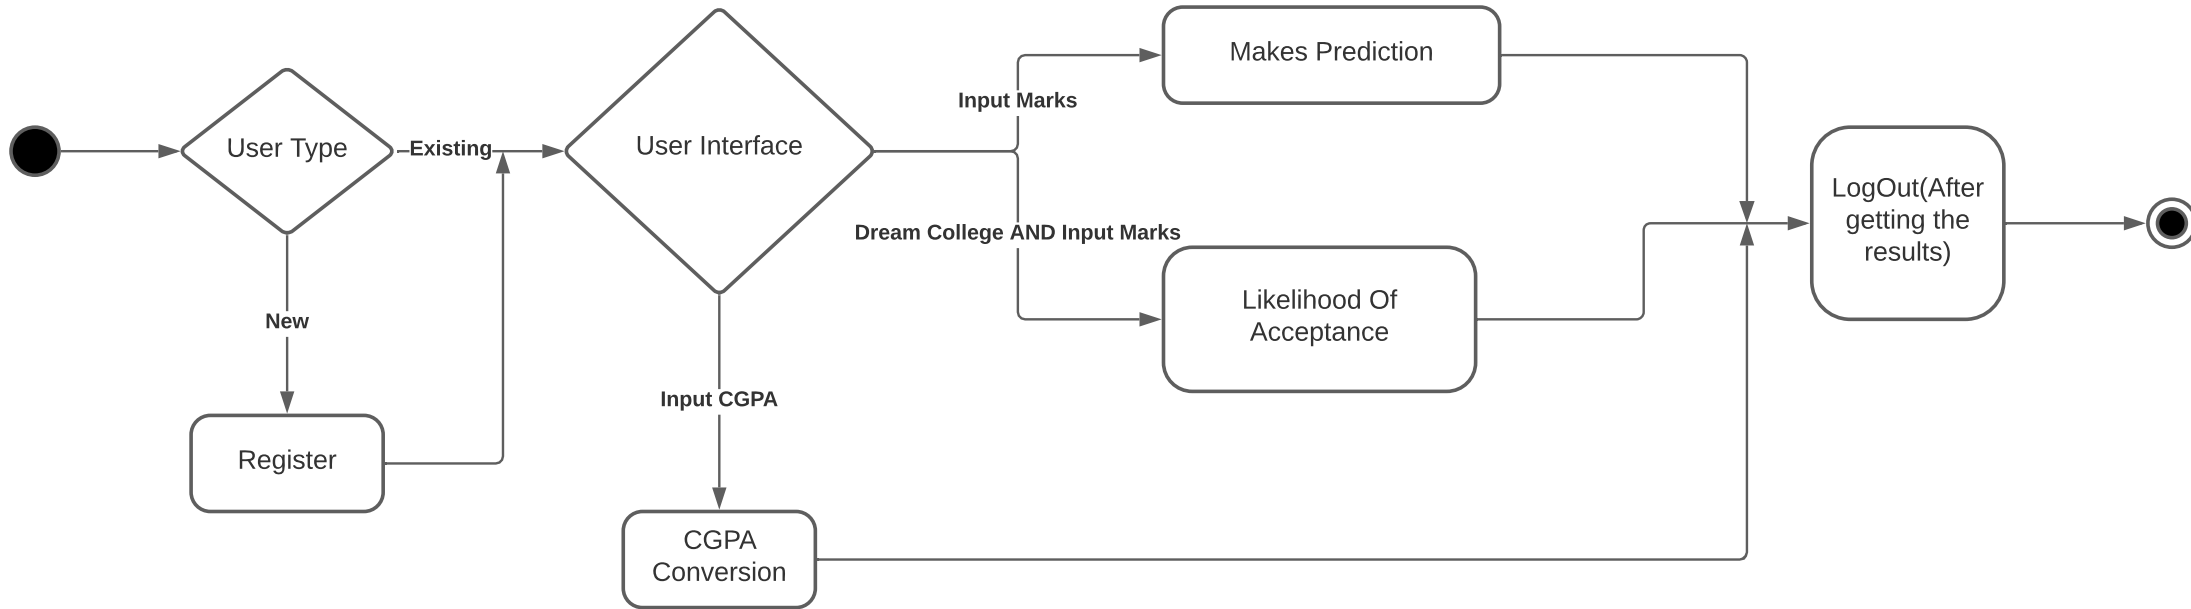 User Type
Existing
New
Register
User Interface
Input Marks
Makes Prediction
Dream College AND Input Marks
Likelihood Of
Acceptance
Input CGPA
CGPA
Conversion
LogOut(After
getting the
results)